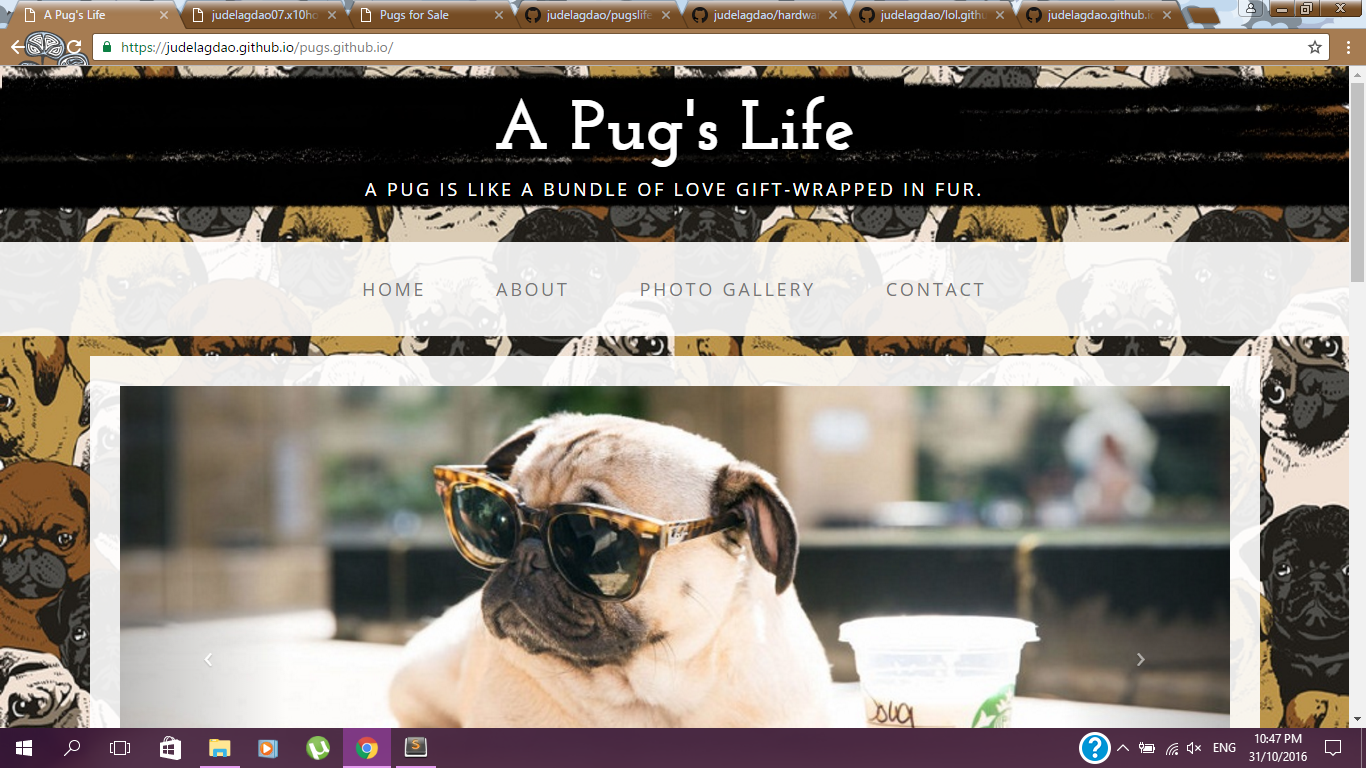 A Pug's Life
judelagdao07.x10ho
Pugs for Sale
judelagdao/pugslife
judelagdao/hardwar
judelagdao/lol.githu
judelagdao.github.io
https://judelagdao.github.io/pugs.github.io/
A Pug's Life
A PUG IS LIKE A BUNDLE OF LOVE GIFT-WRAPPED IN FUR.
HOME ABOUT PHOTO GALLERY CONTACT
pug
ENG
10:47 PM
31/10/2016